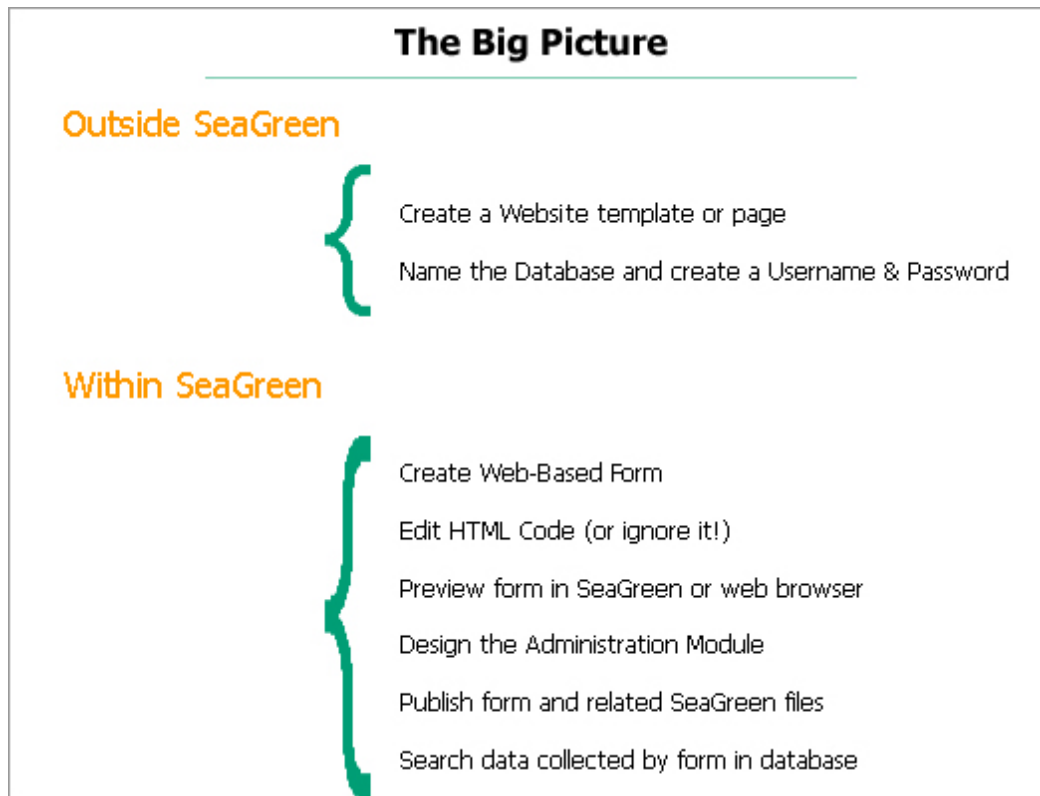 The Big Picture
Outside SeaGreen
Create a Website template or page
Name the Database and create a Username & Password
Within SeaGreen
Create Web-Based Form
Edit HTML Code (or ignore it!)
Preview form in SeaGreen or web browser
Design the Administration Module
Publish form and related SeaGreen files
Search data collected by form in database